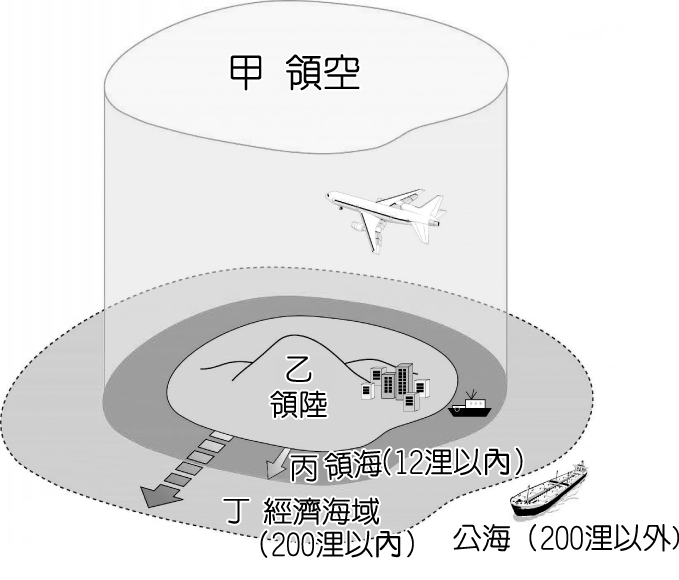 甲 領空
乙
領陸
丙 領海(12浬以內)
丁 經濟海域
(200浬以內)
公海 (200浬以外)